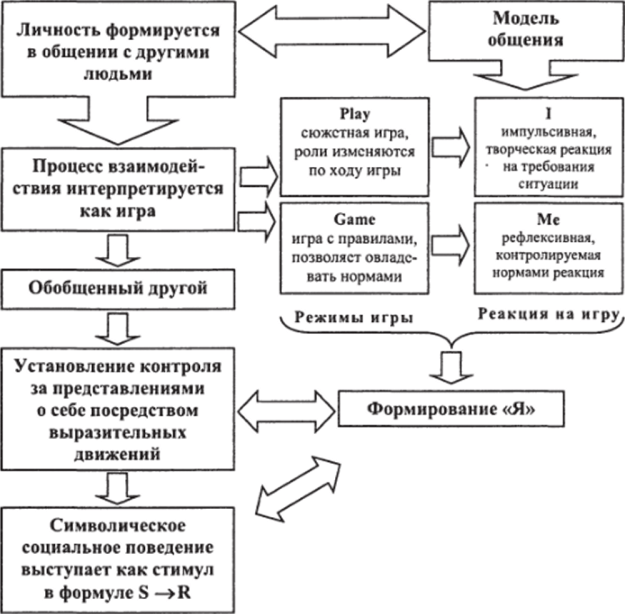 Личность формируется
в общении с другими
людьми
Модель
общения
Процесс взаимодей-
ствия интерпретируется
как игра
Play
сюжстная игра,
роли изменяются
по ходу игры
I
импульсивная,
творческая реакция
на требования
ситуации
Game
игра с правилами,
позволяст овладс-
вать нормами
Me
рефлексивная,
контролируемая
нормами реакция
Обобщенный другой
Режимы игры
Реакция на игру
Установление контроля
за представлениями
о себе посредством
выразительных
движений
Формирование «Я»
Символическое
социальное поведение
выступает как стимул
в формуле S → R